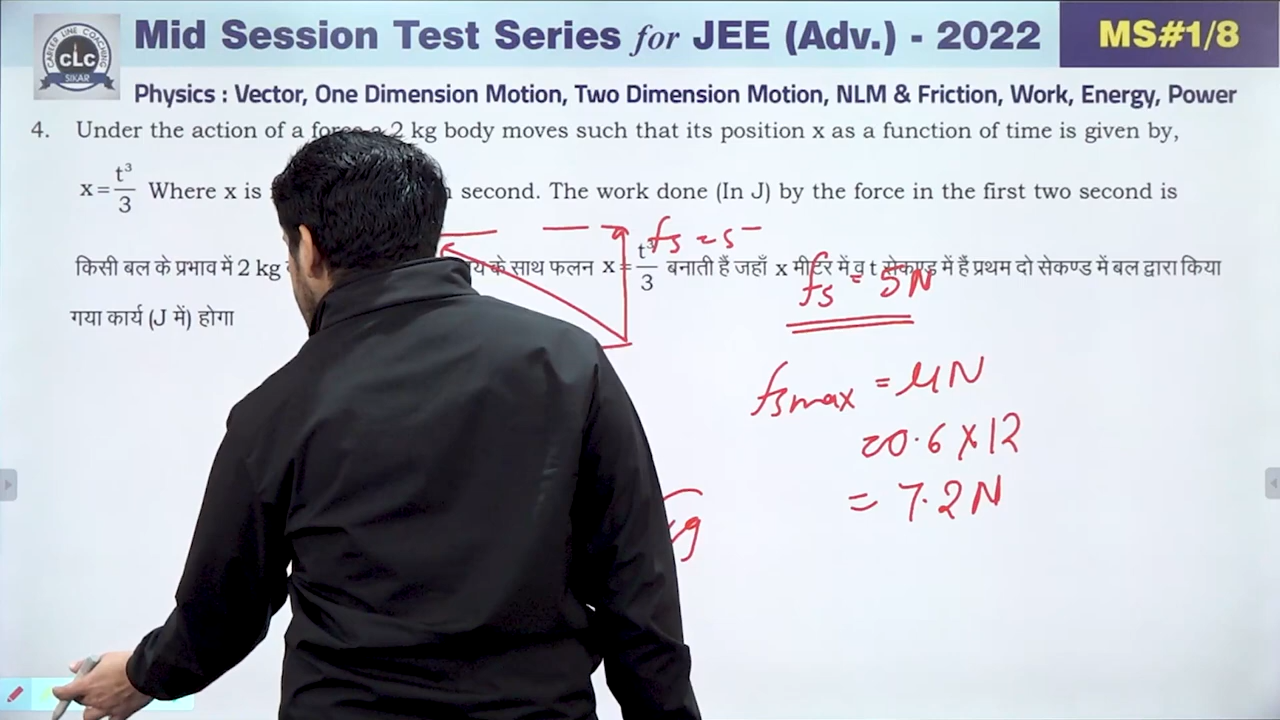 CAREER LINE COACHING
CLC
SIKAR
Mid Session Test Series for JEE (Adv.) - 2022
MS#1/8
Physics : Vector, One Dimension Motion, Two Dimension Motion, NLM & Friction, Work, Energy, Power
4. Under the action of a 2 kg body moves such that its position x as a function of time is given by,
x = t³/3 Where x is second. The work done (In J) by the force in the first two second is
fs = 5
किसी बल के प्रभाव में 2 kg के साथ फलन x = t³/3 बनाती हैं जहाँ x मीटर में व t सेकण्ड में हैं प्रथम दो सेकण्ड में बल द्वारा किया
fs = 5N
गया कार्य (J में) होगा
fsmax = μN
= 0.6 × 12
= 7.2 N